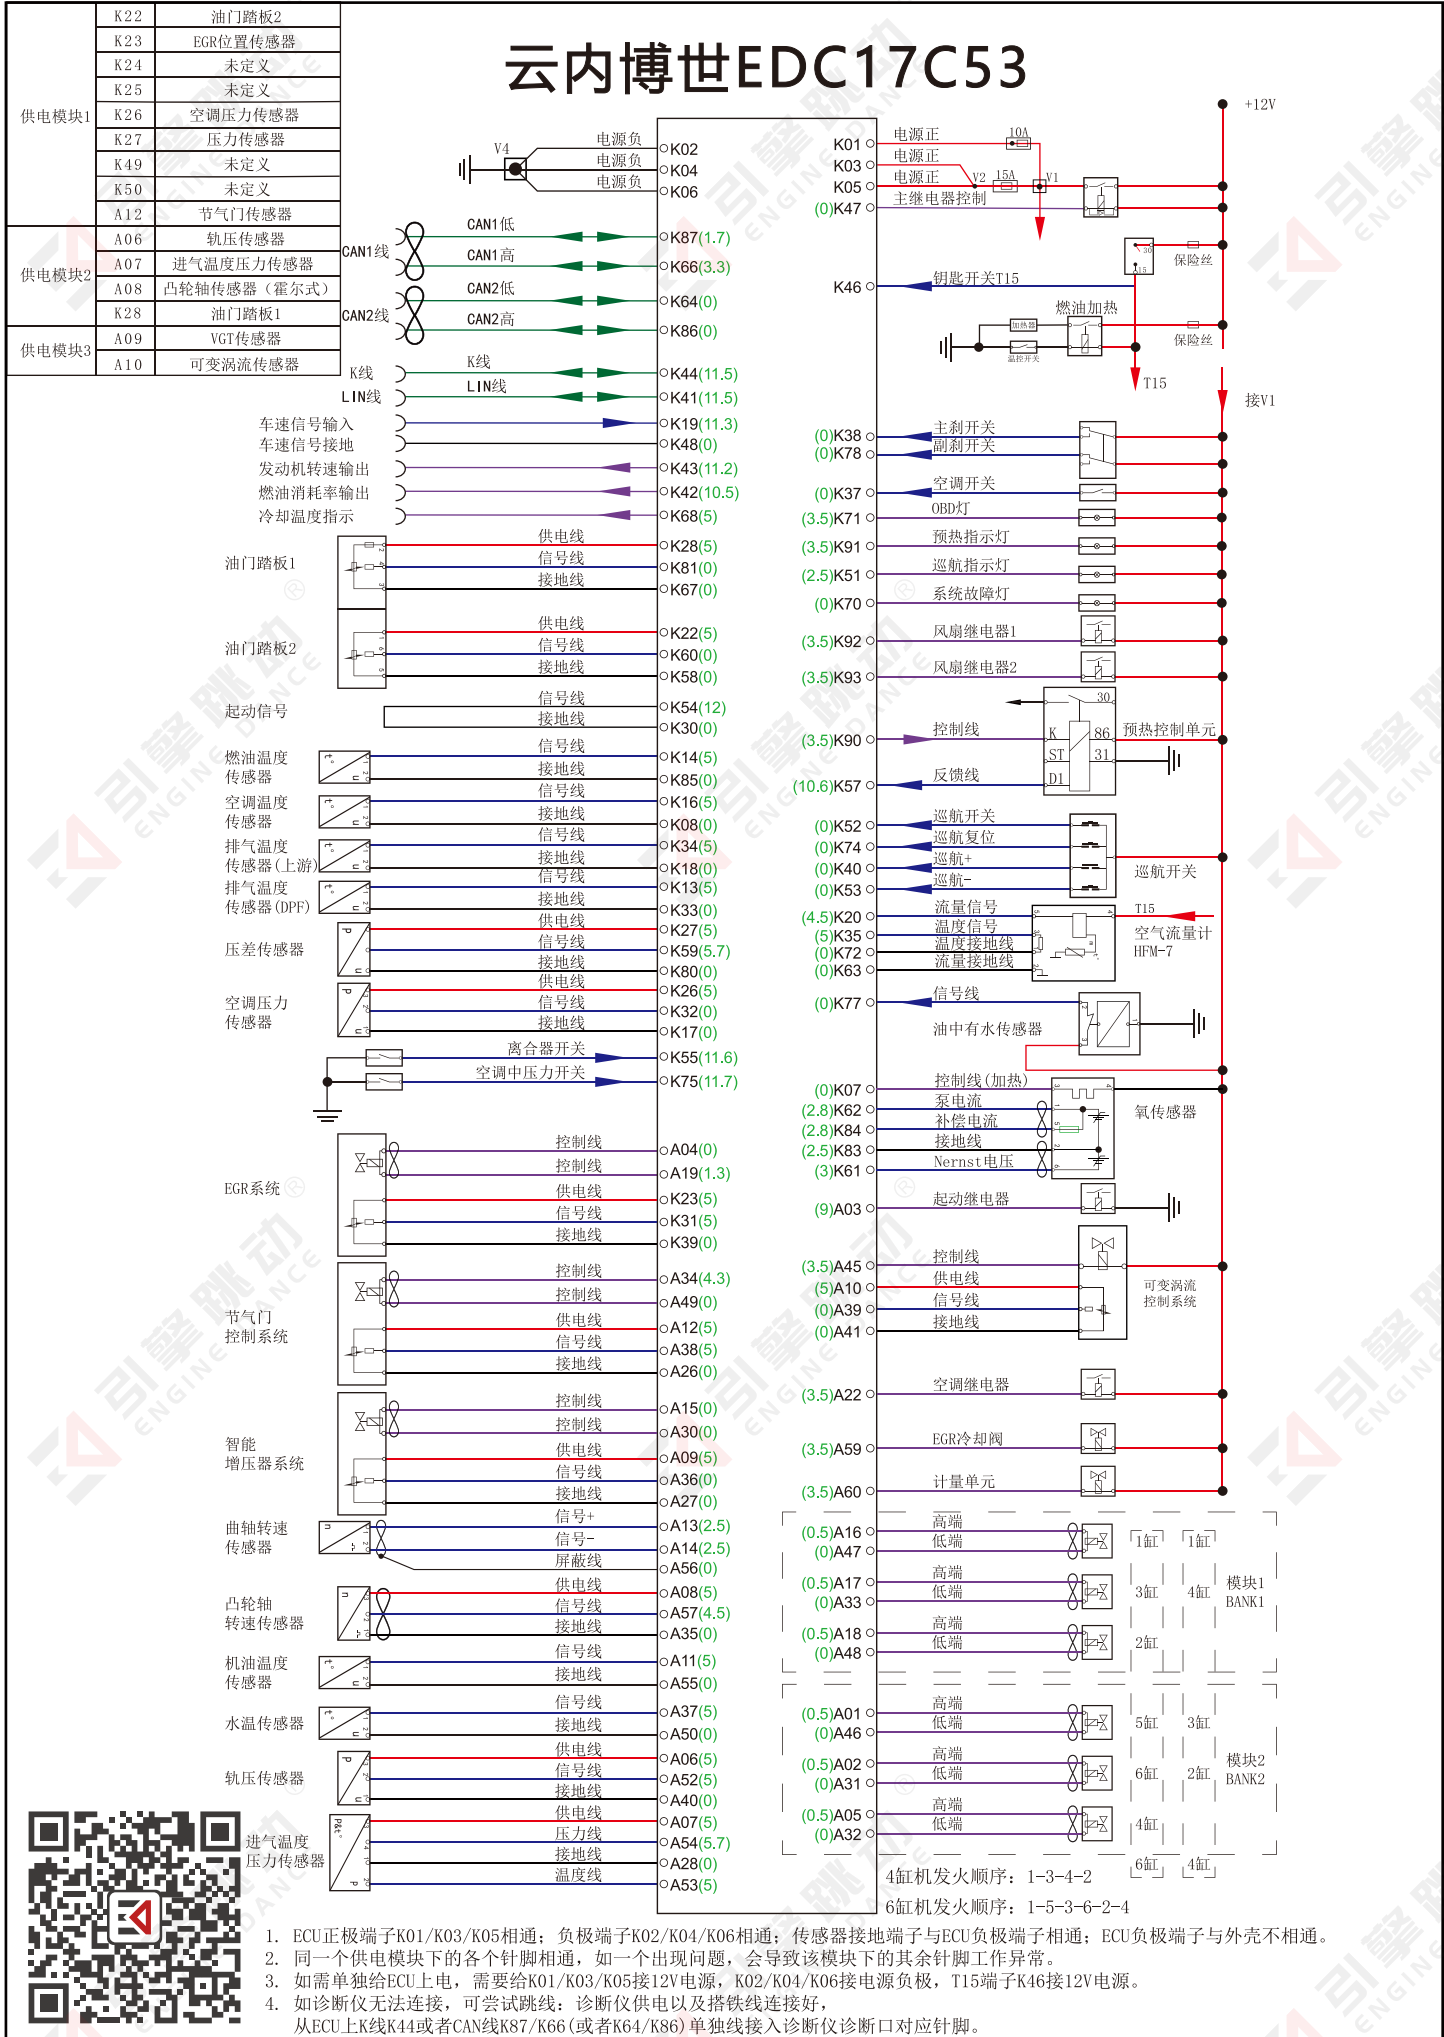 云内博世EDC17C53
供电模块1
K22 油门踏板2
K23 EGR位置传感器
K24 未定义
K25 未定义
K26 空调压力传感器
K27 压力传感器
K49 未定义
K50 未定义
A12 节气门传感器
供电模块2
A06 轨压传感器
A07 进气温度压力传感器
A08 凸轮轴传感器（霍尔式）
K28 油门踏板1
供电模块3
A09 VGT传感器
A10 可变涡流传感器
V4
电源负 K02
电源负 K04
电源负 K06
CAN1线
CAN1低 K87(1.7)
CAN1高 K66(3.3)
CAN2线
CAN2低 K64(0)
CAN2高 K86(0)
K线 K线 K44(11.5)
LIN线 LIN线 K41(11.5)
车速信号输入 K19(11.3)
车速信号接地 K48(0)
发动机转速输出 K43(11.2)
燃油消耗率输出 K42(10.5)
冷却温度指示 K68(5)
油门踏板1
供电线 K28(5)
信号线 K81(0)
接地线 K67(0)
油门踏板2
供电线 K22(5)
信号线 K60(0)
接地线 K58(0)
起动信号
信号线 K54(12)
接地线 K30(0)
燃油温度
传感器
信号线 K14(5)
接地线 K85(0)
空调温度
传感器
信号线 K16(5)
接地线 K08(0)
排气温度
传感器(上游)
信号线 K34(5)
接地线 K18(0)
排气温度
传感器(DPF)
信号线 K13(5)
接地线 K33(0)
压差传感器
供电线 K27(5)
信号线 K59(5.7)
接地线 K80(0)
空调压力
传感器
供电线 K26(5)
信号线 K32(0)
接地线 K17(0)
离合器开关 K55(11.6)
空调中压力开关 K75(11.7)
EGR系统
控制线 A04(0)
控制线 A19(1.3)
供电线 K23(5)
信号线 K31(5)
接地线 K39(0)
节气门
控制系统
控制线 A34(4.3)
控制线 A49(0)
供电线 A12(5)
信号线 A38(5)
接地线 A26(0)
智能
增压器系统
控制线 A15(0)
控制线 A30(0)
供电线 A09(5)
信号线 A36(0)
接地线 A27(0)
曲轴转速
传感器
信号+ A13(2.5)
信号- A14(2.5)
屏蔽线 A56(0)
凸轮轴
转速传感器
供电线 A08(5)
信号线 A57(4.5)
接地线 A35(0)
机油温度
传感器
信号线 A11(5)
接地线 A55(0)
水温传感器
信号线 A37(5)
接地线 A50(0)
轨压传感器
供电线 A06(5)
信号线 A52(5)
接地线 A40(0)
进气温度
压力传感器
供电线 A07(5)
压力线 A54(5.7)
接地线 A28(0)
温度线 A53(5)
+12V
K01 电源正 10A
K03 电源正
K05 电源正 V2 15A V1
(0)K47 主继电器控制
30
15
保险丝
K46 钥匙开关T15
燃油加热
加热器
温控开关
保险丝
T15
接V1
(0)K38 主刹开关
(0)K78 副刹开关
(0)K37 空调开关
(3.5)K71 OBD灯
(3.5)K91 预热指示灯
(2.5)K51 巡航指示灯
(0)K70 系统故障灯
(3.5)K92 风扇继电器1
(3.5)K93 风扇继电器2
(3.5)K90 控制线
(10.6)K57 反馈线
30
K 86
ST 31
D1
预热控制单元
(0)K52 巡航开关
(0)K74 巡航复位
(0)K40 巡航+
(0)K53 巡航-
巡航开关
(4.5)K20 流量信号
(5)K35 温度信号
(0)K72 温度接地线
(0)K63 流量接地线
T15
空气流量计
HFM-7
(0)K77 信号线
油中有水传感器
(0)K07 控制线(加热)
(2.8)K62 泵电流
(2.8)K84 补偿电流
(2.5)K83 接地线
(3)K61 Nernst电压
氧传感器
(9)A03 起动继电器
(3.5)A45 控制线
(5)A10 供电线
(0)A39 信号线
(0)A41 接地线
可变涡流
控制系统
(3.5)A22 空调继电器
(3.5)A59 EGR冷却阀
(3.5)A60 计量单元
(0.5)A16 高端
(0)A47 低端
1缸 1缸
(0.5)A17 高端
(0)A33 低端
3缸 4缸
(0.5)A18 高端
(0)A48 低端
2缸
模块1
BANK1
(0.5)A01 高端
(0)A46 低端
5缸 3缸
(0.5)A02 高端
(0)A31 低端
6缸 2缸
(0.5)A05 高端
(0)A32 低端
4缸
模块2
BANK2
6缸 4缸
4缸机发火顺序：1-3-4-2
6缸机发火顺序：1-5-3-6-2-4
1. ECU正极端子K01/K03/K05相通；负极端子K02/K04/K06相通；传感器接地端子与ECU负极端子相通；ECU负极端子与外壳不相通。
2. 同一个供电模块下的各个针脚相通，如一个出现问题，会导致该模块下的其余针脚工作异常。
3. 如需单独给ECU上电，需要给K01/K03/K05接12V电源，K02/K04/K06接电源负极，T15端子K46接12V电源。
4. 如诊断仪无法连接，可尝试跳线：诊断仪供电以及搭铁线连接好，
从ECU上K线K44或者CAN线K87/K66(或者K64/K86)单独线接入诊断仪诊断口对应针脚。
引擎跳动
ENGINE DANCE